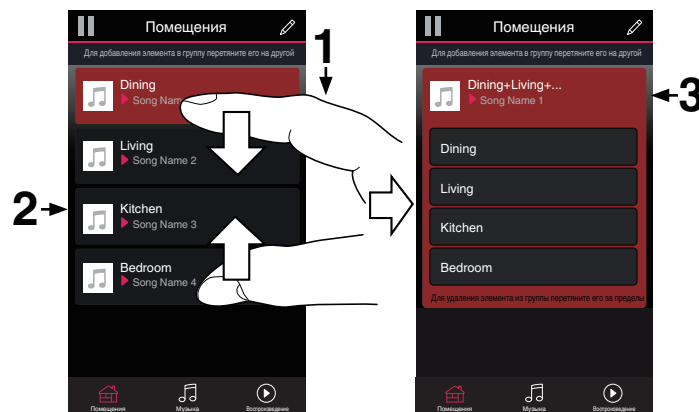 Помещения
Для добавления элемента в группу перетяните его на другой
1
Dining
Song Nam
Living
Song Name 2
2
Kitchen
Song Name 3
Bedroom
Song Name 4
Помещения
Музыка
Воспроизведение
Помещения
Для добавления элемента в группу перетяните его на другой
Dining+Living+...
Song Name 1
3
Dining
Living
Kitchen
Bedroom
Для удаления элемента из группы перетяните его за пределы
Помещения
Музыка
Воспроизведение